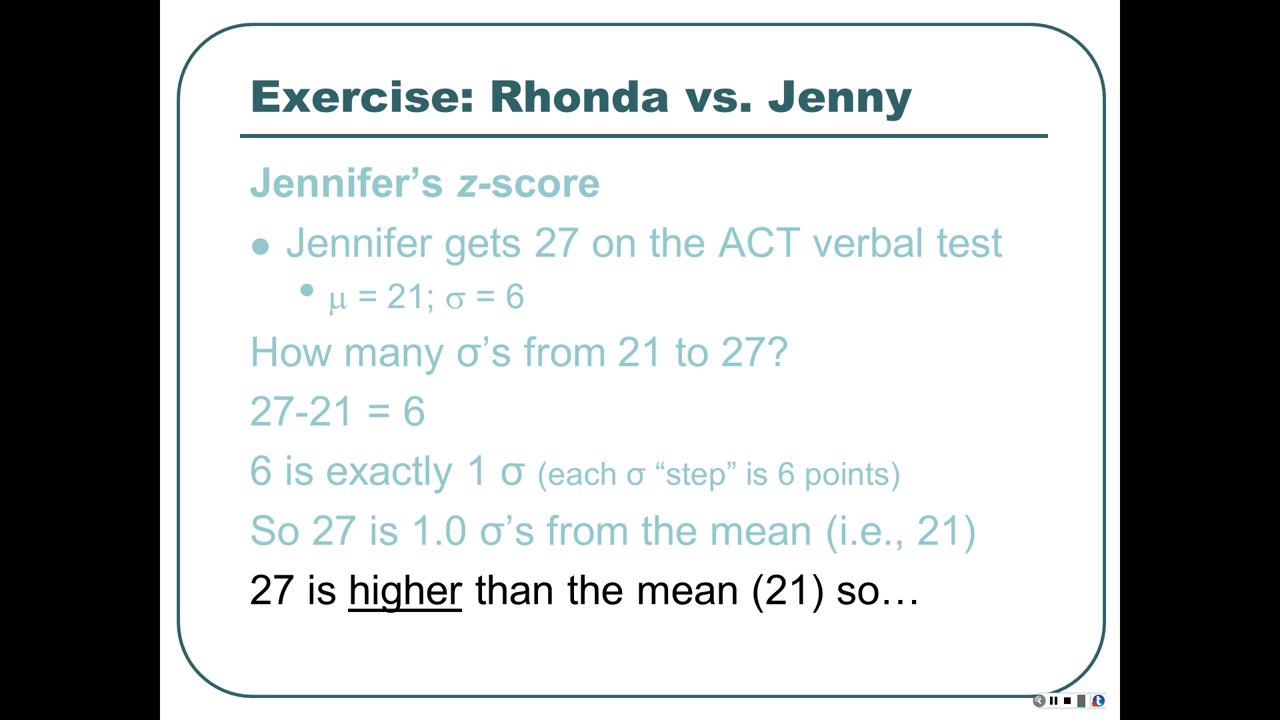 Exercise: Rhonda vs. Jenny
Jennifer’s z-score
● Jennifer gets 27 on the ACT verbal test
• μ = 21; σ = 6
How many σ’s from 21 to 27?
27-21 = 6
6 is exactly 1 σ (each σ “step” is 6 points)
So 27 is 1.0 σ’s from the mean (i.e., 21)
27 is higher than the mean (21) so…